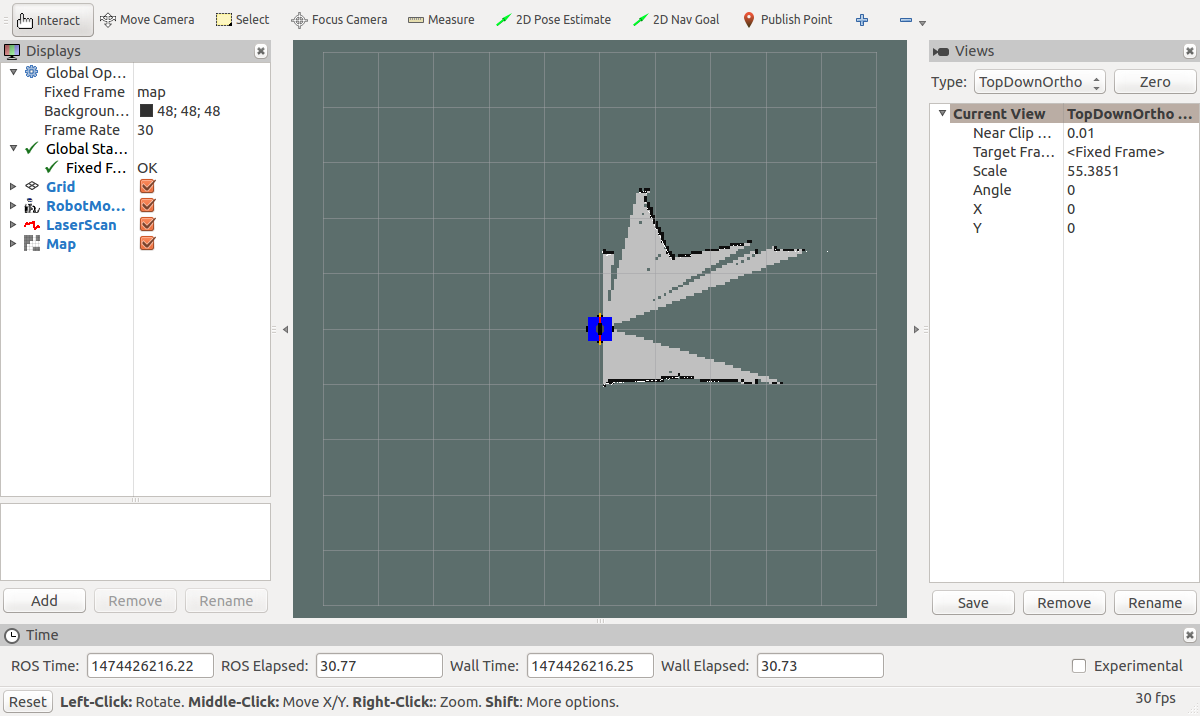 Interact Move Camera Select Focus Camera Measure 2D Pose Estimate 2D Nav Goal Publish Point
Displays
Global Op...
Fixed Frame map
Backgroun... 48; 48; 48
Frame Rate 30
Global Sta...
Fixed F... OK
Grid
RobotMo...
LaserScan
Map
Add Remove Rename
Views
Type: TopDownOrtho Zero
Current View TopDownOrtho ...
Near Clip ... 0.01
Target Fra... <Fixed Frame>
Scale 55.3851
Angle 0
X 0
Y 0
Save Remove Rename
Time
ROS Time: 1474426216.22 ROS Elapsed: 30.77 Wall Time: 1474426216.25 Wall Elapsed: 30.73 Experimental
Reset Left-Click: Rotate. Middle-Click: Move X/Y. Right-Click:: Zoom. Shift: More options. 30 fps